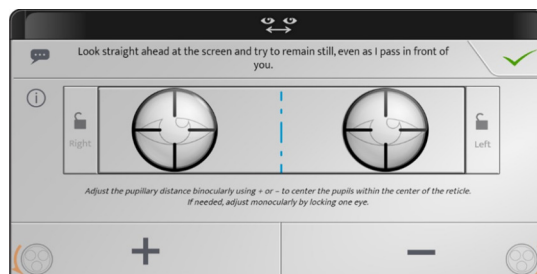 Look straight ahead at the screen and try to remain still, even as I pass in front of
you.
Right
Left
Adjust the pupillary distance binocularly using + or – to center the pupils within the center of the reticle.
If needed, adjust monocularly by locking one eye.
+
–